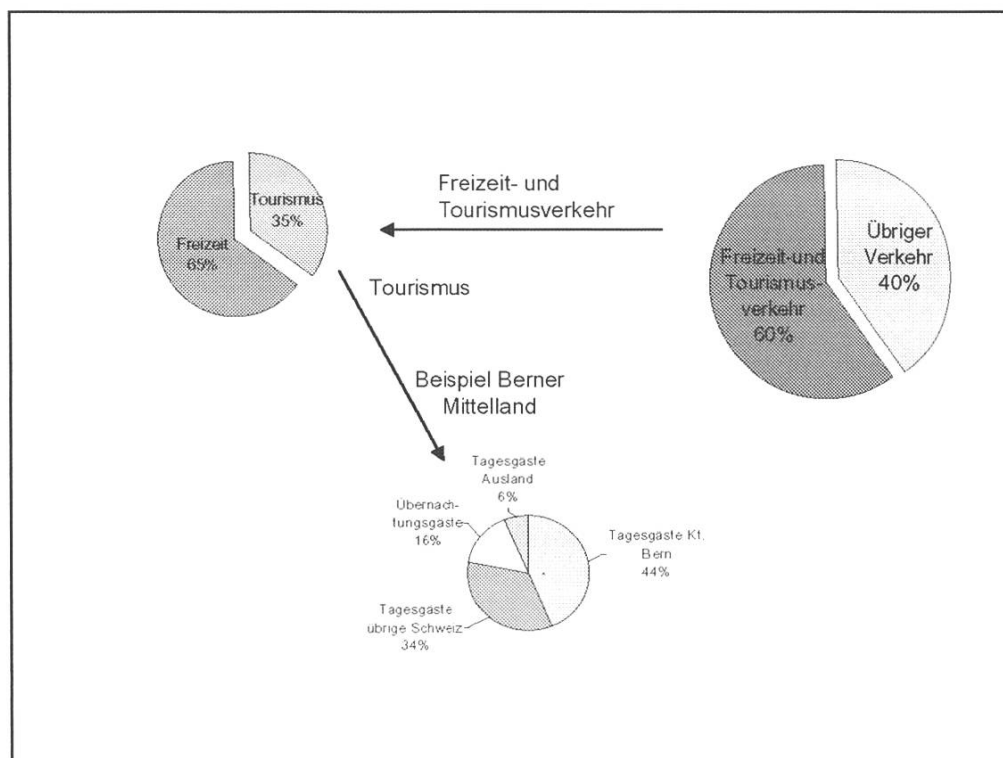 Tourismus
35%
Freizeit
65%
Freizeit- und
Tourismusverkehr
Übriger
Verkehr
40%
Freizeit-und
Tourismus-
verkehr
60%
Tourismus
Beispiel Berner
Mittelland
Tagesgäste
Ausland
6%
Übernach-
tungsgäste
16%
Tagesgäste Kt.
Bern
44%
Tagesgäste
übrige Schweiz
34%